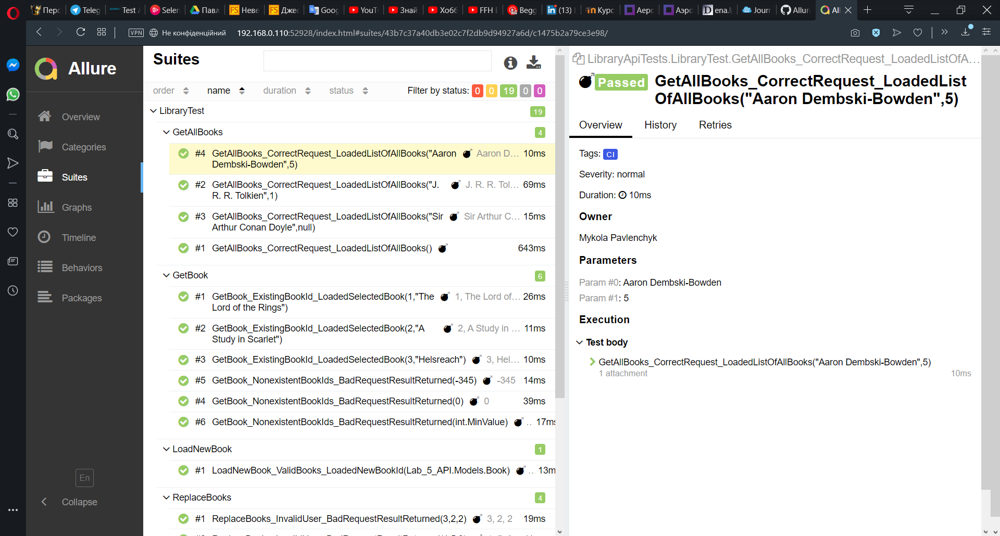 Перс
Teleg
Test
Selen
Павл
Неве
Джес
Goog
YouTu
Знай
Хобб
FFH
Begg
(13)
Курс
Аерс
Аэро
ena.
Journ
Allur
All
VPN
Не конфіденційний
192.168.0.110:52928/index.html#suites/43b7c37a40db3e02c7f2db9d94927a6d/c1475b2a79ce3e98/
Allure
Overview
Categories
Suites
Graphs
Timeline
Behaviors
Packages
En
Collapse
Suites
order name duration status Filter by status: 0 0 19 0 0
LibraryTest 19
GetAllBooks 4
#4 GetAllBooks_CorrectRequest_LoadedListOfAllBooks("Aaron Aaron D... 10ms
Dembski-Bowden",5)
#2 GetAllBooks_CorrectRequest_LoadedListOfAllBooks("J. J. R. R. Tol... 69ms
R. R. Tolkien",1)
#3 GetAllBooks_CorrectRequest_LoadedListOfAllBooks("Sir Sir Arthur C... 15ms
Arthur Conan Doyle",null)
#1 GetAllBooks_CorrectRequest_LoadedListOfAllBooks() 643ms
GetBook 6
#1 GetBook_ExistingBookId_LoadedSelectedBook(1,"The 1, The Lord of... 26ms
Lord of the Rings")
#2 GetBook_ExistingBookId_LoadedSelectedBook(2,"A 2, A Study in ... 11ms
Study in Scarlet")
#3 GetBook_ExistingBookId_LoadedSelectedBook(3,"Helsreach") 3, Hel... 10ms
#5 GetBook_NonexistentBookIds_BadRequestResultReturned(-345) -345 14ms
#4 GetBook_NonexistentBookIds_BadRequestResultReturned(0) 0 39ms
#6 GetBook_NonexistentBookIds_BadRequestResultReturned(int.MinValue) .. 17ms
LoadNewBook 1
#1 LoadNewBook_ValidBooks_LoadedNewBookId(Lab_5_API.Models.Book) ... 13m
ReplaceBooks 4
#1 ReplaceBooks_InvalidUser_BadRequestResultReturned(3,2,2) 3, 2, 2 19ms
LibraryApiTests.LibraryTest.GetAllBooks_CorrectRequest_LoadedListOfA...
Passed GetAllBooks_CorrectRequest_LoadedList
OfAllBooks("Aaron Dembski-Bowden",5)
Overview History Retries
Tags: CI
Severity: normal
Duration: 10ms
Owner
Mykola Pavlenchyk
Parameters
Param #0: Aaron Dembski-Bowden
Param #1: 5
Execution
Test body
GetAllBooks_CorrectRequest_LoadedListOfAllBooks("Aaron Dembski-Bowden",5)
1 attachment 10ms